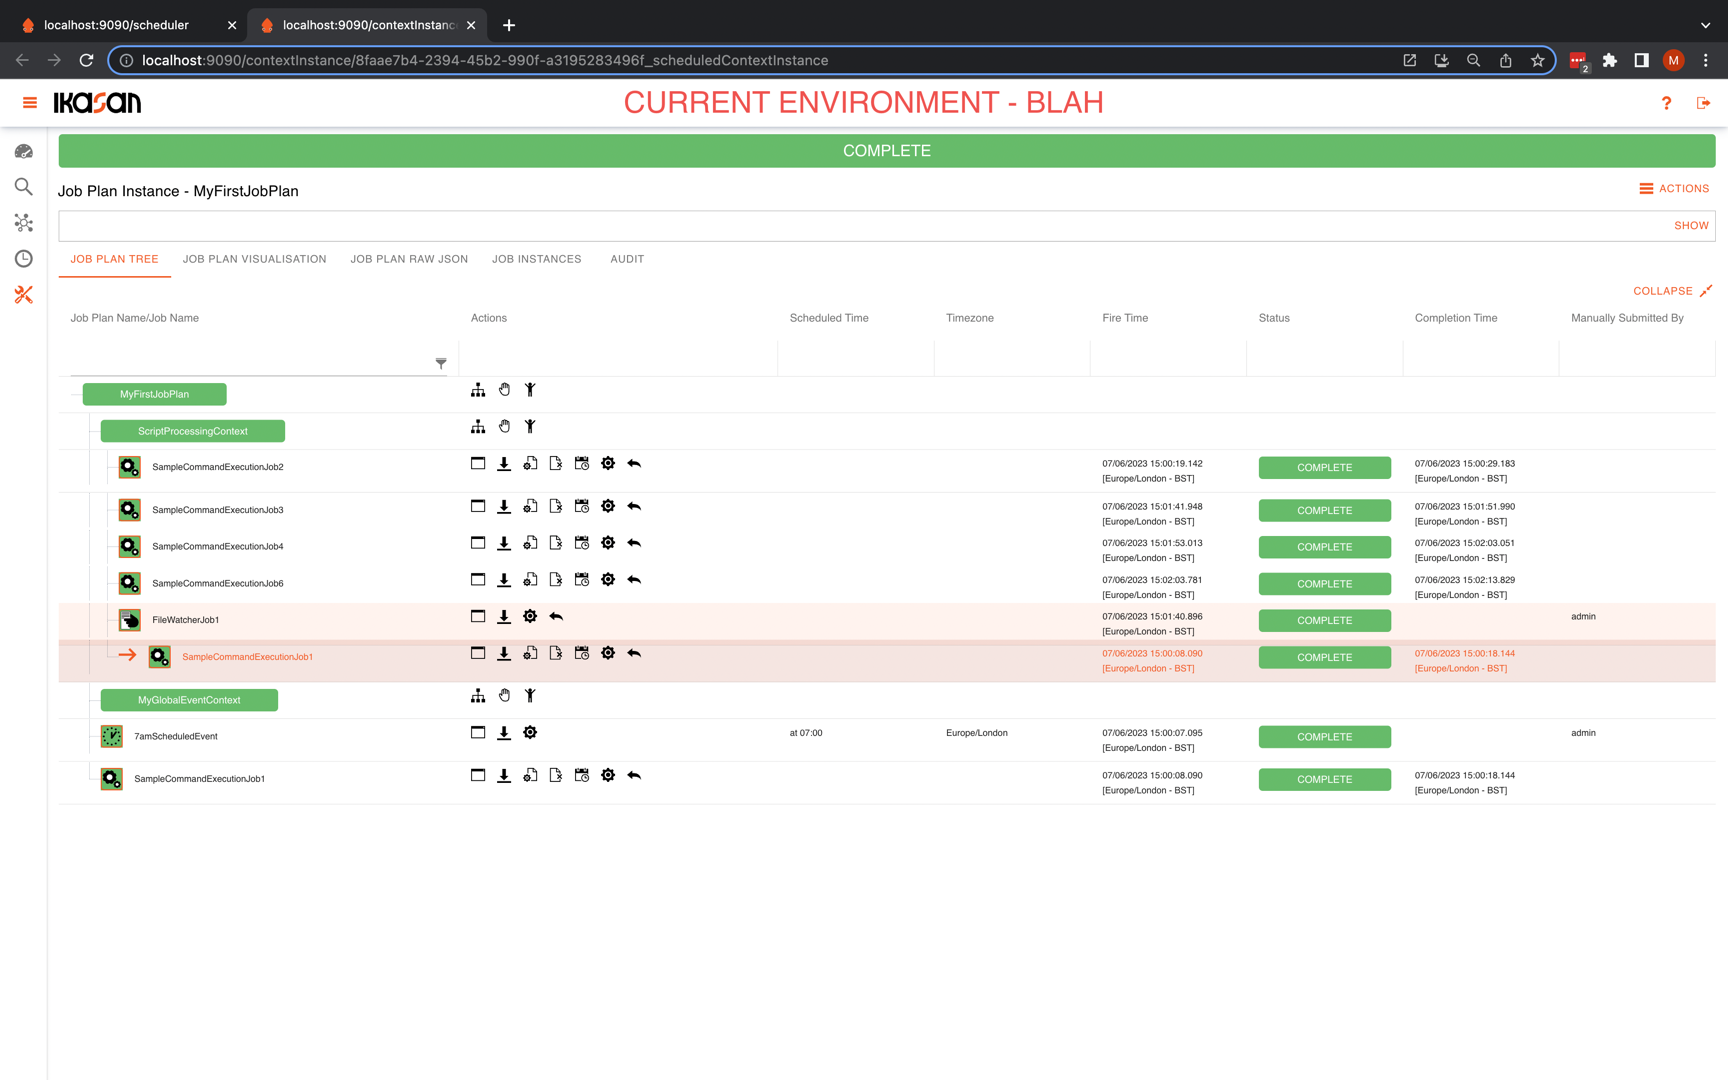 localhost:9090/scheduler
localhost:9090/contextInstanc
localhost:9090/contextInstance/8faae7b4-2394-45b2-990f-a3195283496f_scheduledContextInstance
2
M
IKASAN
CURRENT ENVIRONMENT - BLAH
?
COMPLETE
Job Plan Instance - MyFirstJobPlan
ACTIONS
SHOW
JOB PLAN TREE JOB PLAN VISUALISATION JOB PLAN RAW JSON JOB INSTANCES AUDIT
COLLAPSE
Job Plan Name/Job Name Actions Scheduled Time Timezone Fire Time Status Completion Time Manually Submitted By
MyFirstJobPlan
ScriptProcessingContext
SampleCommandExecutionJob2 07/06/2023 15:00:19.142 COMPLETE 07/06/2023 15:00:29.183
[Europe/London - BST] [Europe/London - BST]
SampleCommandExecutionJob3 07/06/2023 15:01:41.948 COMPLETE 07/06/2023 15:01:51.990
[Europe/London - BST] [Europe/London - BST]
SampleCommandExecutionJob4 07/06/2023 15:01:53.013 COMPLETE 07/06/2023 15:02:03.051
[Europe/London - BST] [Europe/London - BST]
SampleCommandExecutionJob6 07/06/2023 15:02:03.781 COMPLETE 07/06/2023 15:02:13.829
[Europe/London - BST] [Europe/London - BST]
FileWatcherJob1 07/06/2023 15:01:40.896 COMPLETE admin
[Europe/London - BST]
SampleCommandExecutionJob1 07/06/2023 15:00:08.090 COMPLETE 07/06/2023 15:00:18.144
[Europe/London - BST] [Europe/London - BST]
MyGlobalEventContext
7amScheduledEvent at 07:00 Europe/London 07/06/2023 15:00:07.095 COMPLETE admin
[Europe/London - BST]
SampleCommandExecutionJob1 07/06/2023 15:00:08.090 COMPLETE 07/06/2023 15:00:18.144
[Europe/London - BST] [Europe/London - BST]